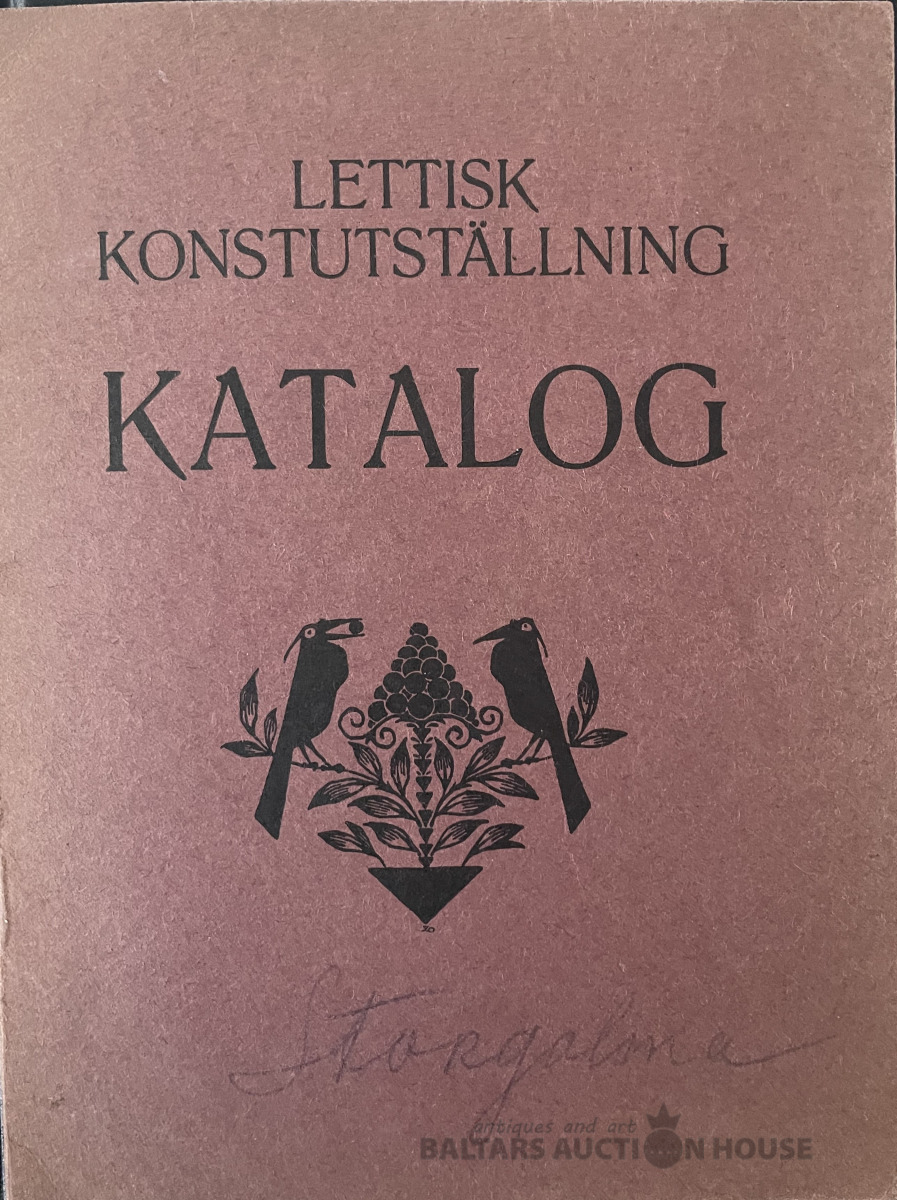 LETTISK
KONSTUTSTÄLLNING
KATALOG
antiques and art
BALTARS AUCTION HOUSE